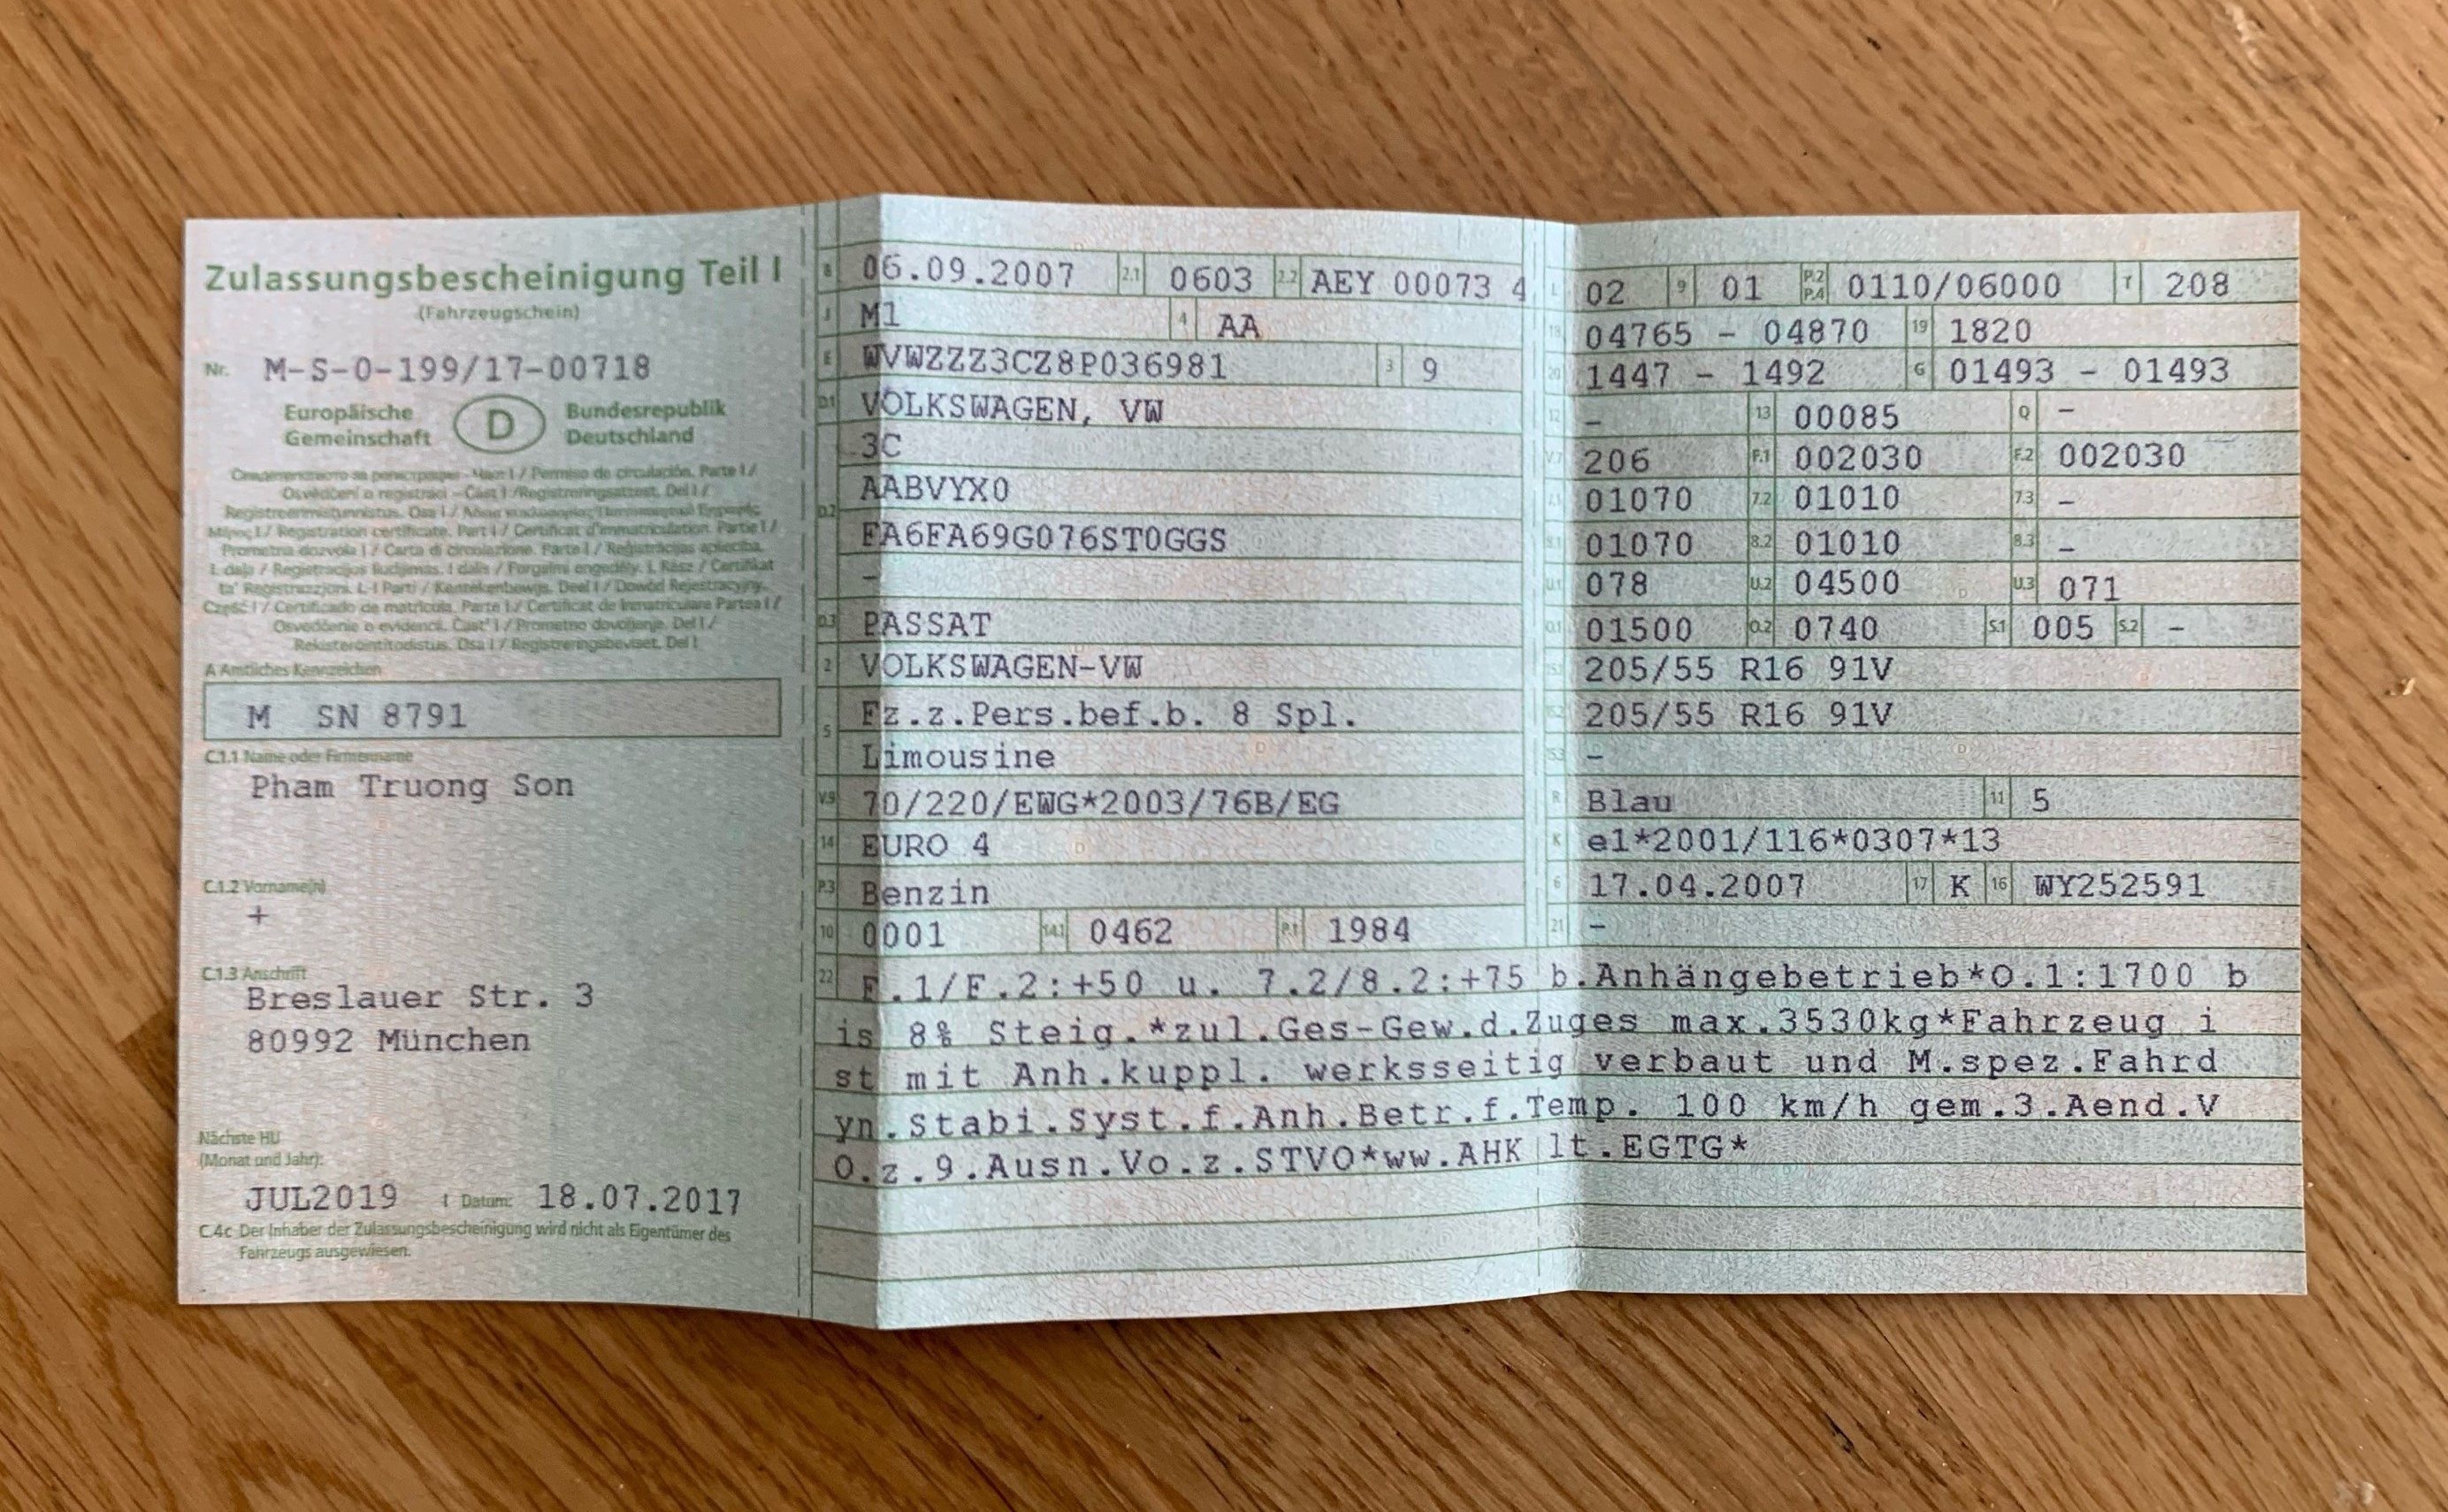 Zulassungsbescheinigung Teil I
(Fahrzeugschein)
Nr. M-S-O-199/17-00718
Europäische Gemeinschaft
D
Bundesrepublik Deutschland
Permiso de circulación. Parte I /
Osvědčení o registraci – Část I / Registreringsattest. Del I /
Registreerimistunnistus. Osa I /
Registration certificate. Part I / Certificat d'immatriculation. Partie I /
Prometna dozvola I / Carta di circolazione. Parte I / Reģistrācijas apliecība.
I. daļa / Registracijos liudijimas. I dalis / Forgalmi engedély. I. Rész / Ċertifikat
ta' Reġistrazzjoni. L-I Parti / Kentekenbewijs. Deel I / Dowód Rejestracyjny.
Część I / Certificado de matrícula. Parte I / Certificat de înmatriculare Partea I /
Osvedčenie o evidencii. Časť I / Prometno dovoljenje. Del I /
Rekisteröintitodistus. Osa I / Registreringsbeviset. Del I
A Amtliches Kennzeichen
M SN 8791
C.1.1 Name oder Firmenname
Pham Truong Son
C.1.2 Vorname(n)
+
C.1.3 Anschrift
Breslauer Str. 3
80992 München
Nächste HU
(Monat und Jahr):
JUL2019 I Datum: 18.07.2017
C.4c Der Inhaber der Zulassungsbescheinigung wird nicht als Eigentümer des
Fahrzeugs ausgewiesen.
B 06.09.2007 2.1 0603 2.2 AEY 00073 4
J M1 4 AA
E WVWZZZ3CZ8P036981 3 9
D.1 VOLKSWAGEN, VW
3C
D.2 AABVYX0
FA6FA69G076ST0GGS
–
D.3 PASSAT
2 VOLKSWAGEN-VW
5 Fz.z.Pers.bef.b. 8 Spl.
Limousine
V.9 70/220/EWG*2003/76B/EG
14 EURO 4
P.3 Benzin
10 0001 14.1 0462 P.1 1984
L 02 9 01 P.2 P.4 0110/06000 T 208
18 04765 – 04870 19 1820
20 1447 – 1492 G 01493 – 01493
12 – 13 00085 Q –
V.7 206 F.1 002030 F.2 002030
7.1 01070 7.2 01010 7.3 –
8.1 01070 8.2 01010 8.3 –
U.1 078 U.2 04500 U.3 071
O.1 01500 O.2 0740 S.1 005 S.2 –
15.1 205/55 R16 91V
15.2 205/55 R16 91V
15.3 –
R Blau 11 5
K e1*2001/116*0307*13
6 17.04.2007 17 K 16 WY252591
21 –
22 F.1/F.2:+50 u. 7.2/8.2:+75 b.Anhängebetrieb*O.1:1700 b
is 8% Steig.*zul.Ges-Gew.d.Zuges max.3530kg*Fahrzeug i
st mit Anh.kuppl. werksseitig verbaut und M.spez.Fahrd
yn.Stabi.Syst.f.Anh.Betr.f.Temp. 100 km/h gem.3.Aend.V
O.z.9.Ausn.Vo.z.STVO*ww.AHK lt.EGTG*